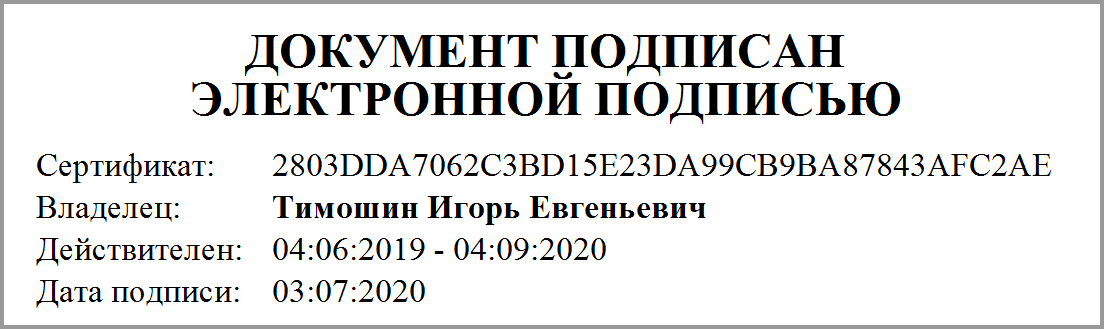 ДОКУМЕНТ ПОДПИСАН
ЭЛЕКТРОННОЙ ПОДПИСЬЮ
Сертификат: 2803DDA7062C3BD15E23DA99CB9BA87843AFC2AE
Владелец: Тимошин Игорь Евгеньевич
Действителен: 04:06:2019 - 04:09:2020
Дата подписи: 03:07:2020